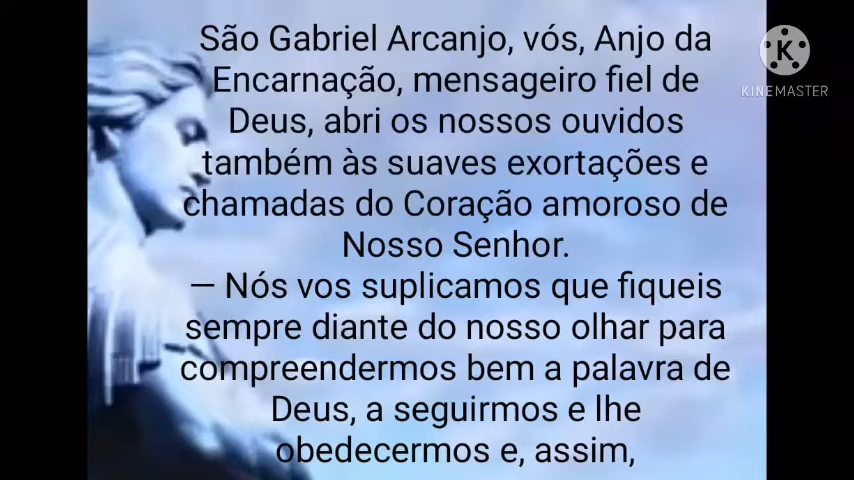 São Gabriel Arcanjo, vós, Anjo da
Encarnação, mensageiro fiel de
Deus, abri os nossos ouvidos
também às suaves exortações e
chamadas do Coração amoroso de
Nosso Senhor.
— Nós vos suplicamos que fiqueis
sempre diante do nosso olhar para
compreendermos bem a palavra de
Deus, a seguirmos e lhe
obedecermos e, assim,
K
KINEMASTER